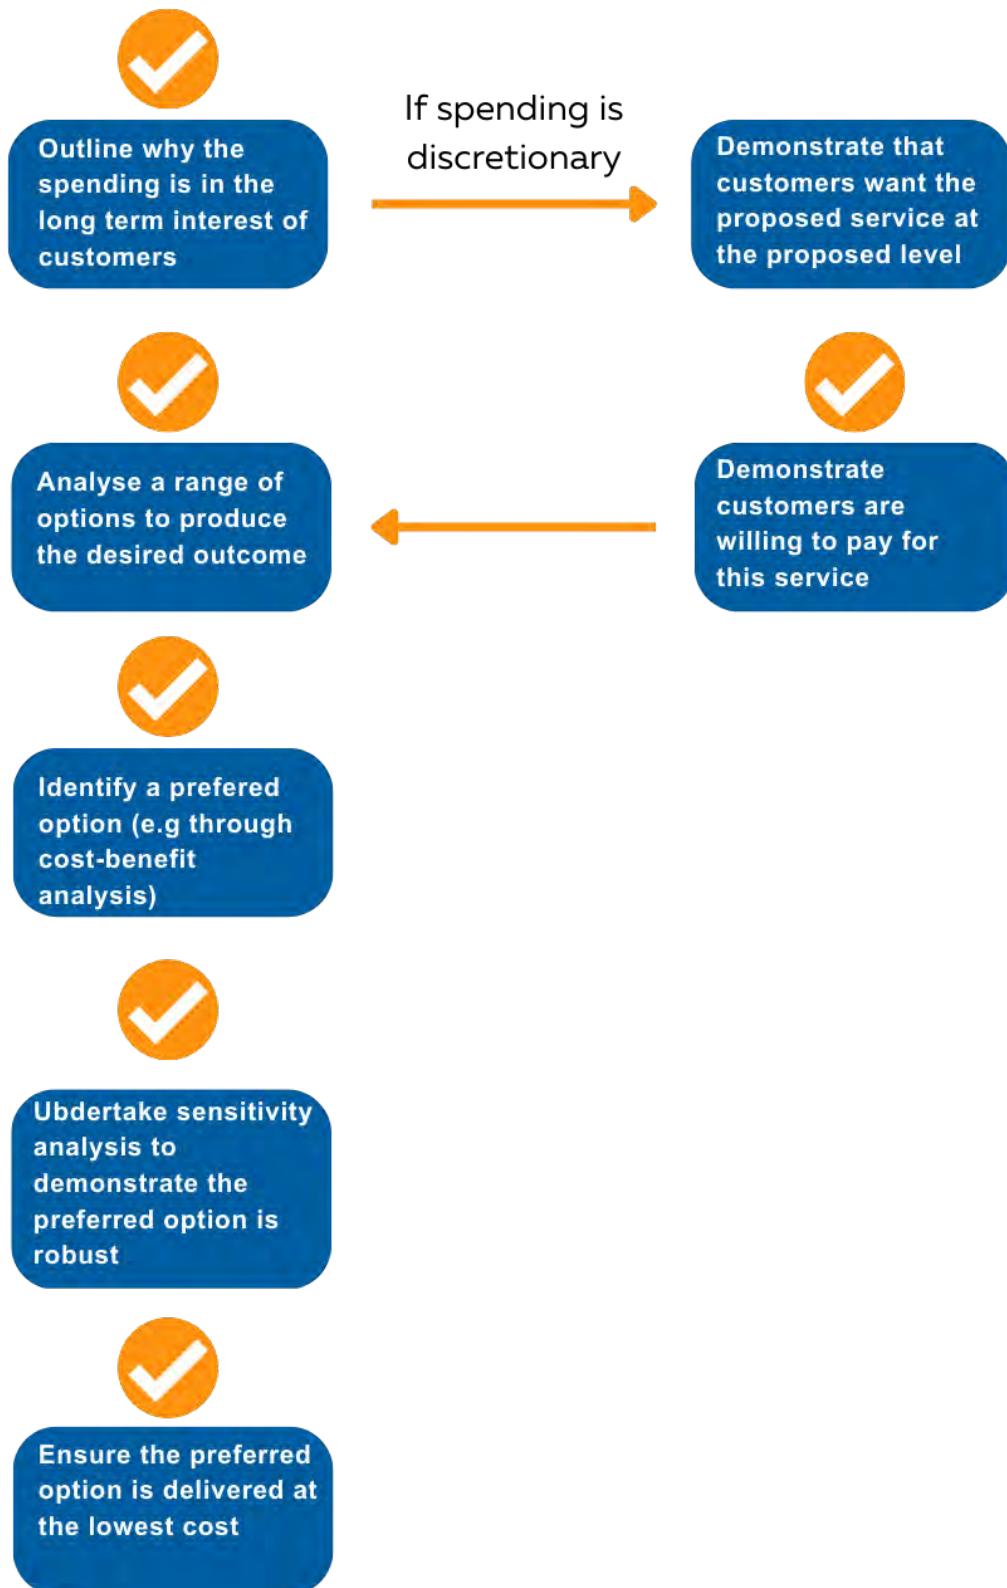 Outline why the
spending is in the
long term interest of
customers
If spending is
discretionary
Demonstrate that
customers want the
proposed service at
the proposed level
Demonstrate
customers are
willing to pay for
this service
Analyse a range of
options to produce
the desired outcome
Identify a prefered
option (e.g through
cost-benefit
analysis)
Ubdertake sensitivity
analysis to
demonstrate the
preferred option is
robust
Ensure the preferred
option is delivered at
the lowest cost